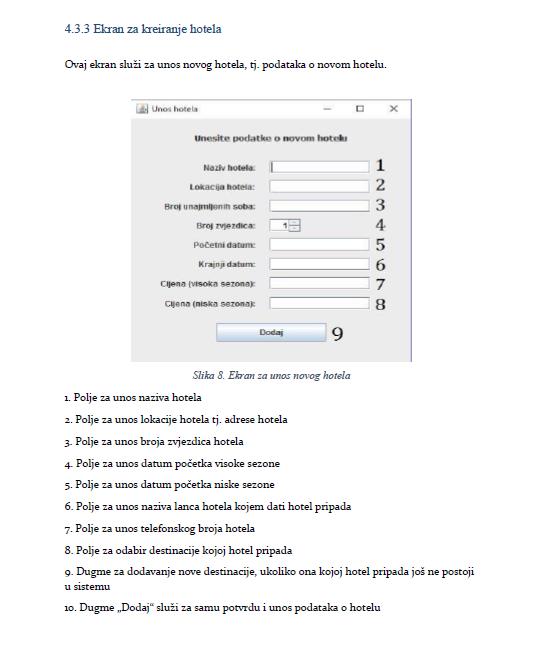 4.3.3 Ekran za kreiranje hotela
Ovaj ekran služi za unos novog hotela, tj. podataka o novom hotelu.
Unos hotela
Unesite podatke o novom hotelu
Naziv hotela: 1
Lokacija hotela: 2
Broj unajmljenih soba: 3
Broj zvjezdica: 1 4
Početni datum: 5
Krajnji datum: 6
Cijena (visoka sezona): 7
Cijena (niska sezona): 8
Dodaj 9
Slika 8. Ekran za unos novog hotela
1. Polje za unos naziva hotela
2. Polje za unos lokacije hotela tj. adrese hotela
3. Polje za unos broja zvjezdica hotela
4. Polje za unos datum početka visoke sezone
5. Polje za unos datum početka niske sezone
6. Polje za unos naziva lanca hotela kojem dati hotel pripada
7. Polje za unos telefonskog broja hotela
8. Polje za odabir destinacije kojoj hotel pripada
9. Dugme za dodavanje nove destinacije, ukoliko ona kojoj hotel pripada još ne postoji
u sistemu
10. Dugme „Dodaj“ služi za samu potvrdu i unos podataka o hotelu